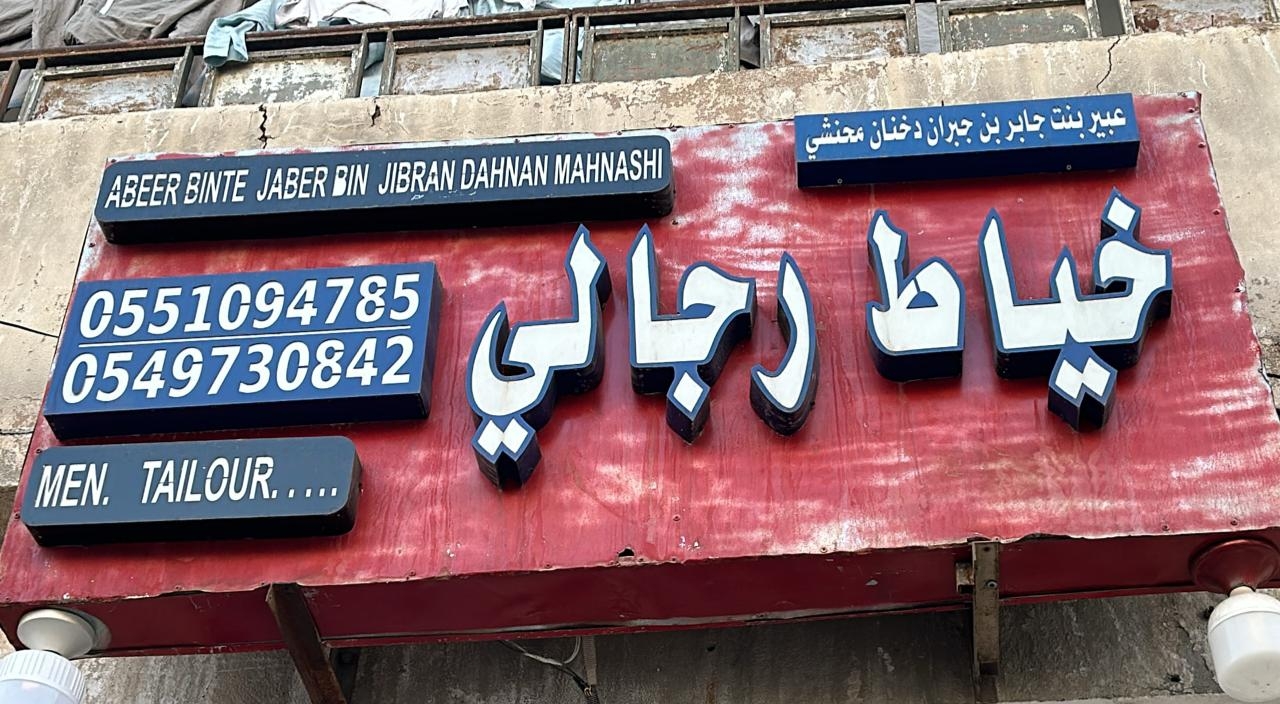 عبير بنت جابر بن جبران دخنان محنشي
ABEER BINTE JABER BIN JIBRAN DAHNAN MAHNASHI
خياط رجالي
0551094785
0549730842
MEN. TAILOUR.....